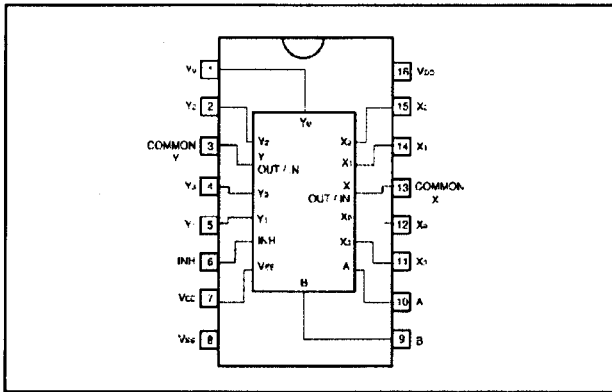 Y0 1
Y2 2
COMMON Y 3
Y3 4
Y1 5
INH 6
VEE 7
VSS 8
16 VDD
15 X2
14 X1
13 COMMON X
12 X0
11 X3
10 A
9 B
Y0
Y2
Y
OUT / IN
Y3
Y1
INH
VEE
X2
X1
X
OUT / IN
X0
X3
A
B